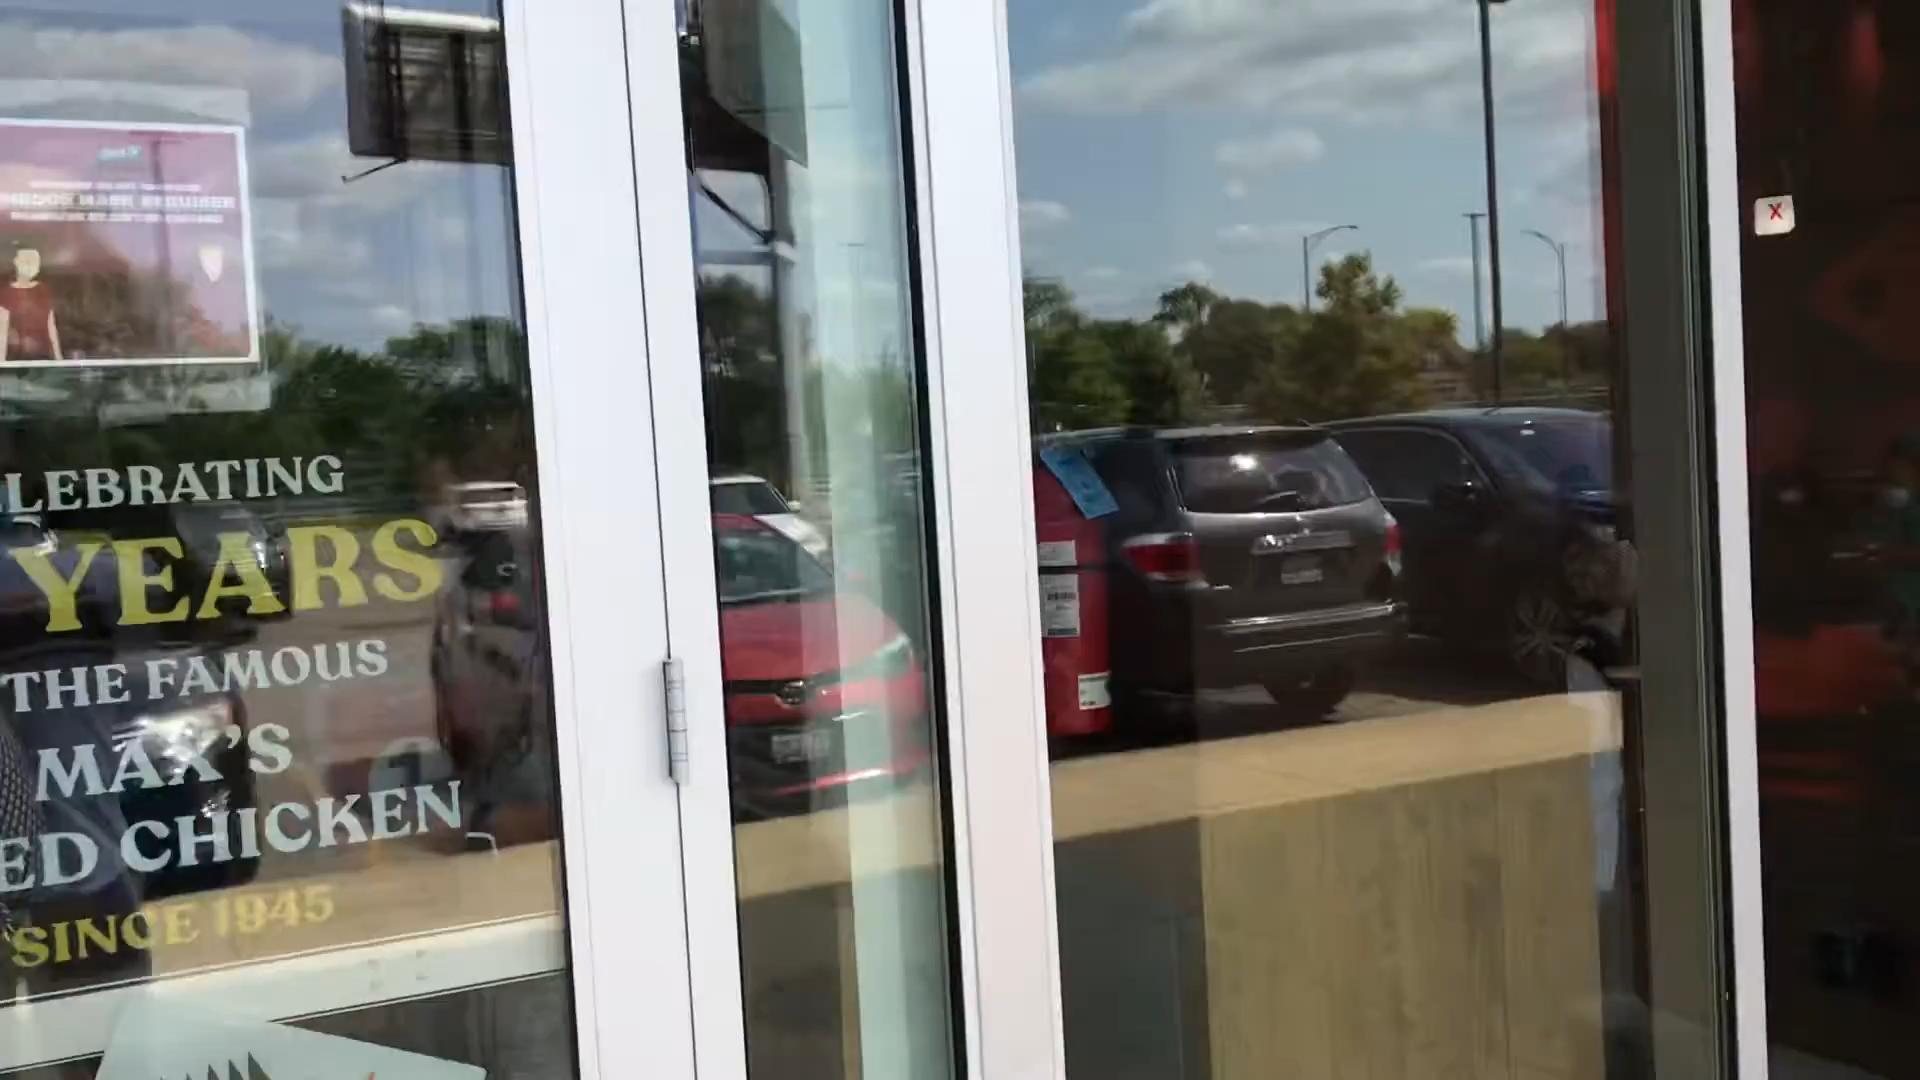 LEBRATING
YEARS
THE FAMOUS
MAX'S
ED CHICKEN
SINCE 1945
X